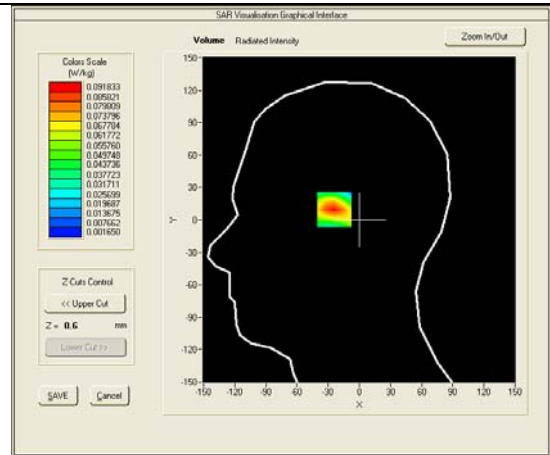 SAR Visualisation Graphical Interface
Volume Radiated Intensity
Zoom In/Out
Colors Scale
(W/kg)
0.091833
0.085821
0.079809
0.073796
0.067784
0.061772
0.055760
0.049748
0.043736
0.037723
0.031711
0.025699
0.019687
0.013675
0.007662
0.001650
150
120
90
60
30
0
-30
-60
-90
-120
-150
Y
-150 -120 -90 -60 -30 0 30 60 90 120 150
X
Z Cuts Control
<< Upper Cut
Z = 0.6 mm
Lower Cut >>
SAVE
Cancel